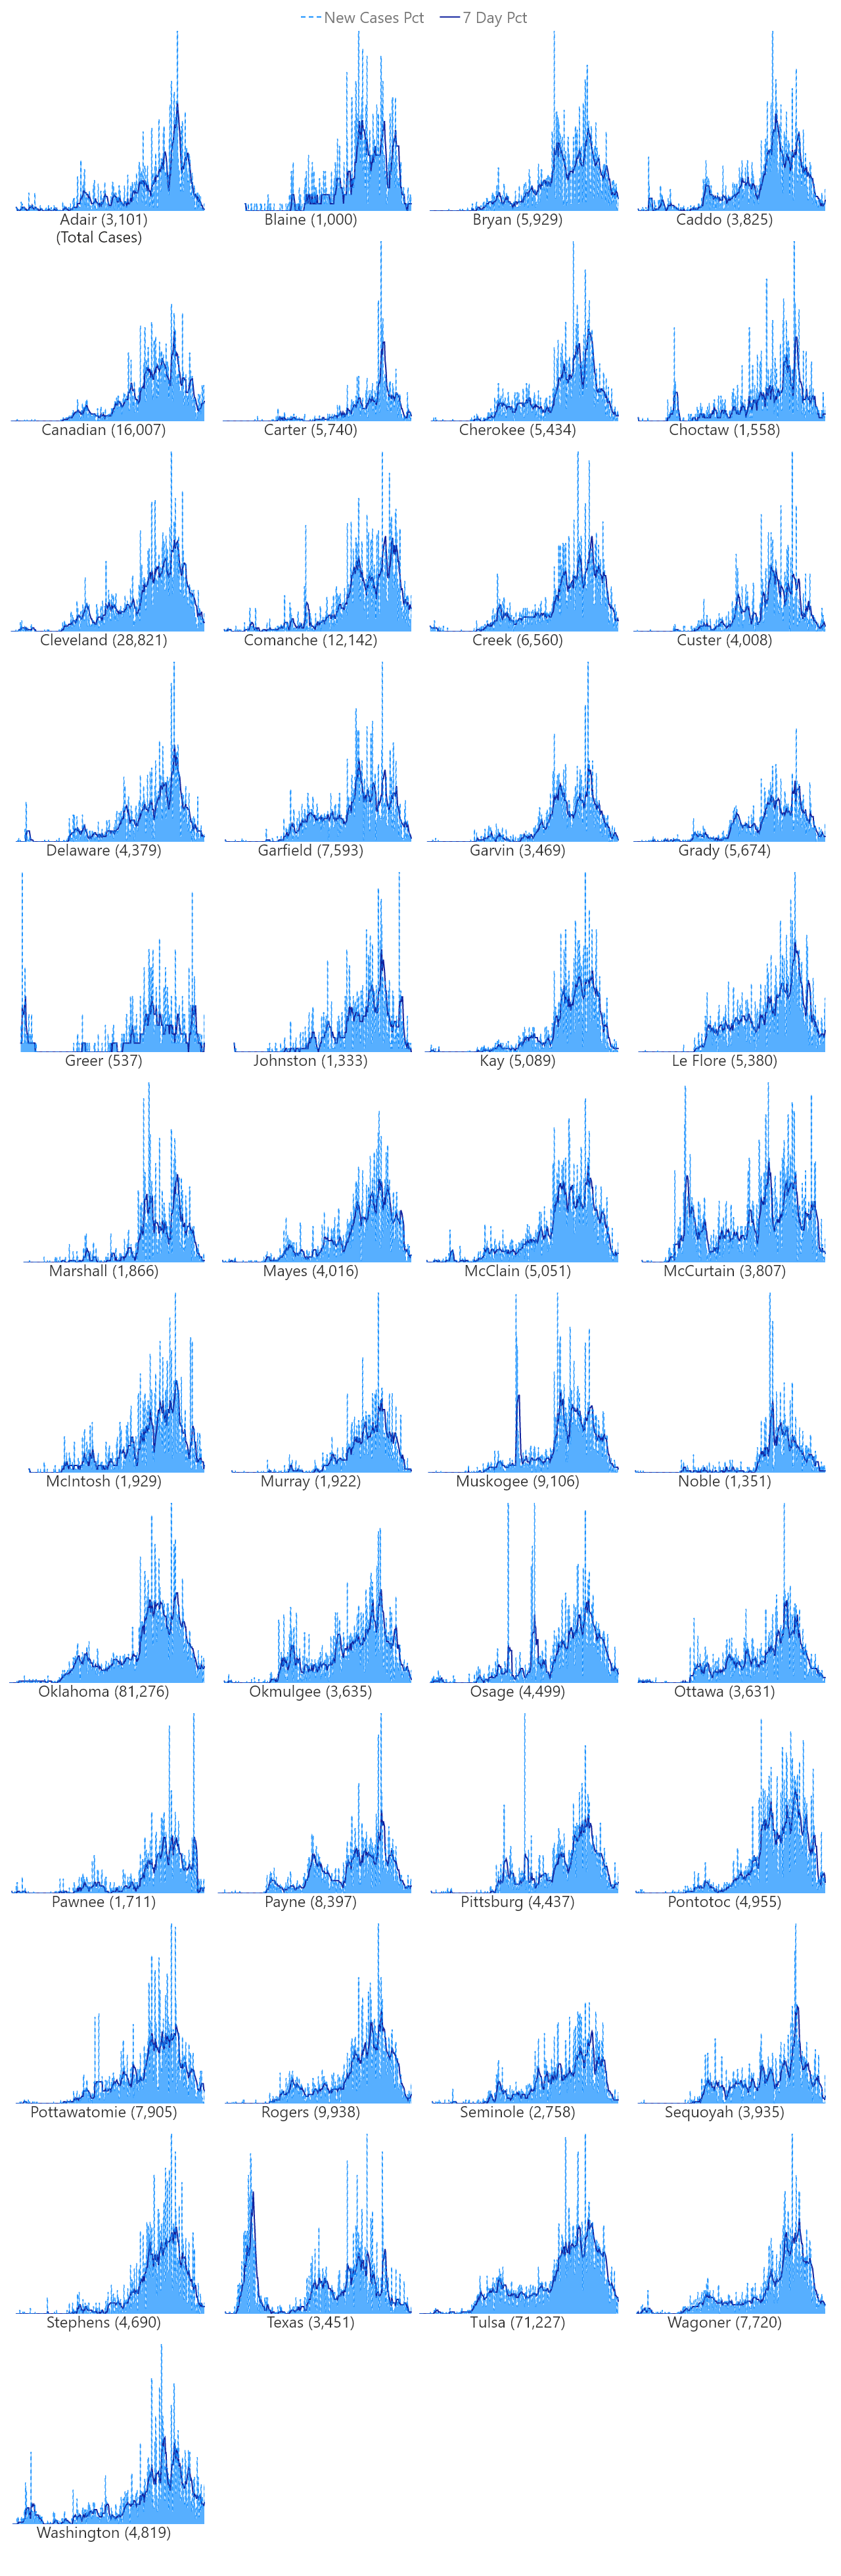 New Cases Pct 7 Day Pct
Adair (3,101) Blaine (1,000) Bryan (5,929) Caddo (3,825)
(Total Cases)
Canadian (16,007) Carter (5,740) Cherokee (5,434) Choctaw (1,558)
Cleveland (28,821) Comanche (12,142) Creek (6,560) Custer (4,008)
Delaware (4,379) Garfield (7,593) Garvin (3,469) Grady (5,674)
Greer (537) Johnston (1,333) Kay (5,089) Le Flore (5,380)
Marshall (1,866) Mayes (4,016) McClain (5,051) McCurtain (3,807)
McIntosh (1,929) Murray (1,922) Muskogee (9,106) Noble (1,351)
Oklahoma (81,276) Okmulgee (3,635) Osage (4,499) Ottawa (3,631)
Pawnee (1,711) Payne (8,397) Pittsburg (4,437) Pontotoc (4,955)
Pottawatomie (7,905) Rogers (9,938) Seminole (2,758) Sequoyah (3,935)
Stephens (4,690) Texas (3,451) Tulsa (71,227) Wagoner (7,720)
Washington (4,819)